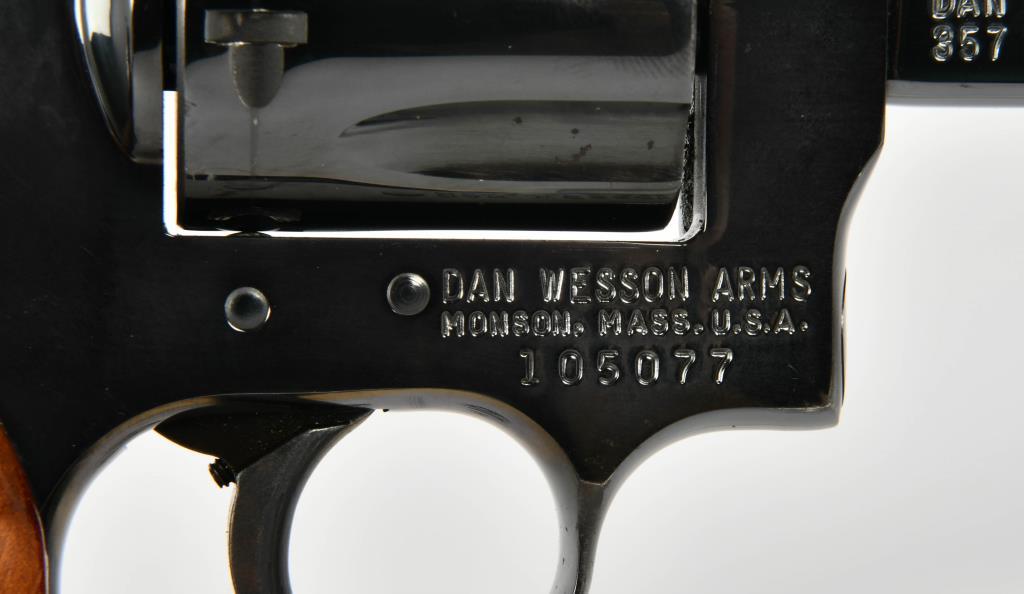 DAN
357
DAN WESSON ARMS
MONSON, MASS. U.S.A.
105077